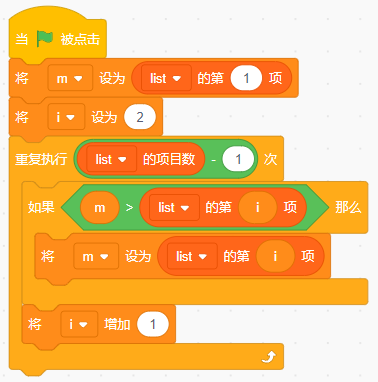 当 被点击
将 m 设为 list 的第 1 项
将 i 设为 2
重复执行 list 的项目数 - 1 次
如果 m > list 的第 i 项 那么
将 m 设为 list 的第 i 项
将 i 增加 1